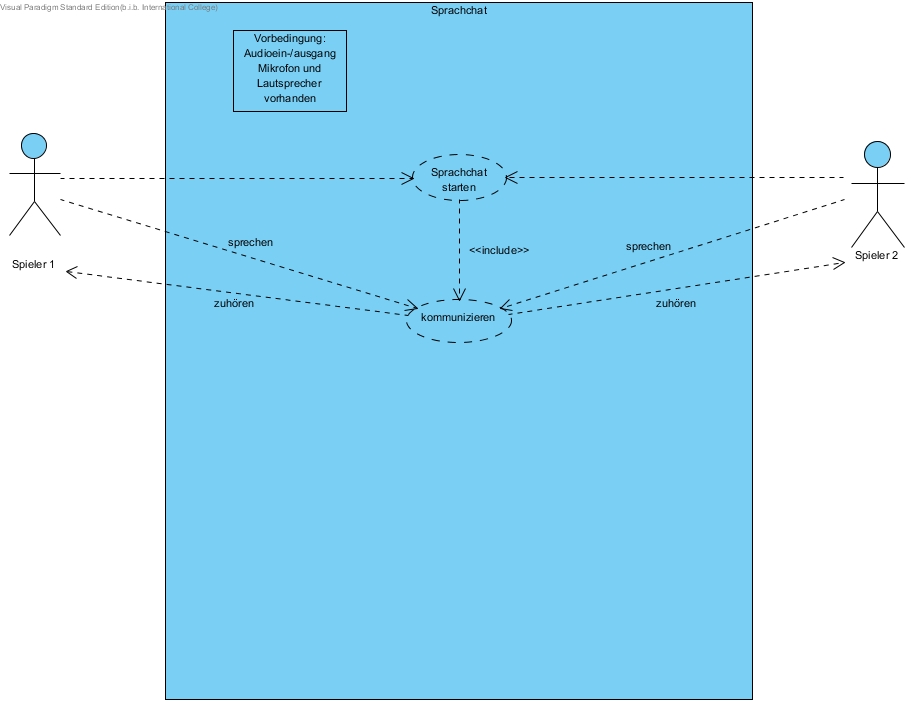 Visual Paradigm Standard Edition(b.i.b. International College)
Sprachchat
Vorbedingung:
Audioein-/ausgang
Mikrofon und
Lautsprecher
vorhanden
Sprachchat
starten
sprechen
<<include>>
sprechen
Spieler 1
Spieler 2
zuhören
zuhören
kommunizieren